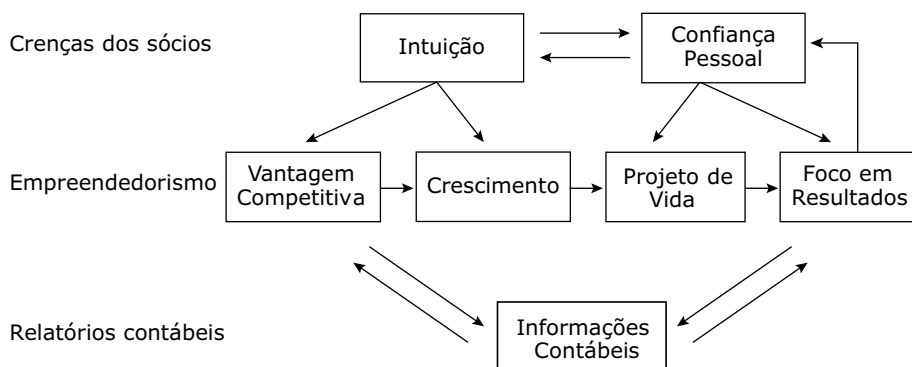 Crenças dos sócios
Intuição
Confiança
Pessoal
Empreendedorismo
Vantagem
Competitiva
Crescimento
Projeto de
Vida
Foco em
Resultados
Relatórios contábeis
Informações
Contábeis